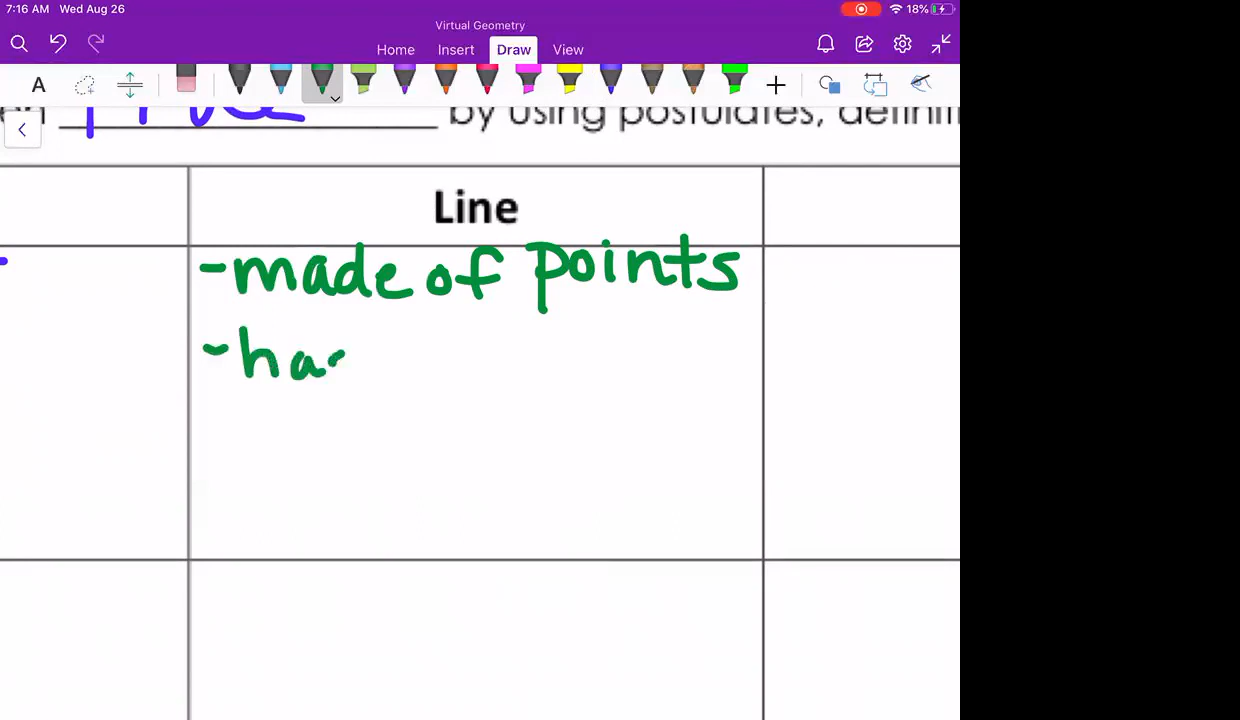 7:16 AM Wed Aug 26
18%
Virtual Geometry
Home Insert Draw View
A
by using postulates,
Line
-made of points
-ha